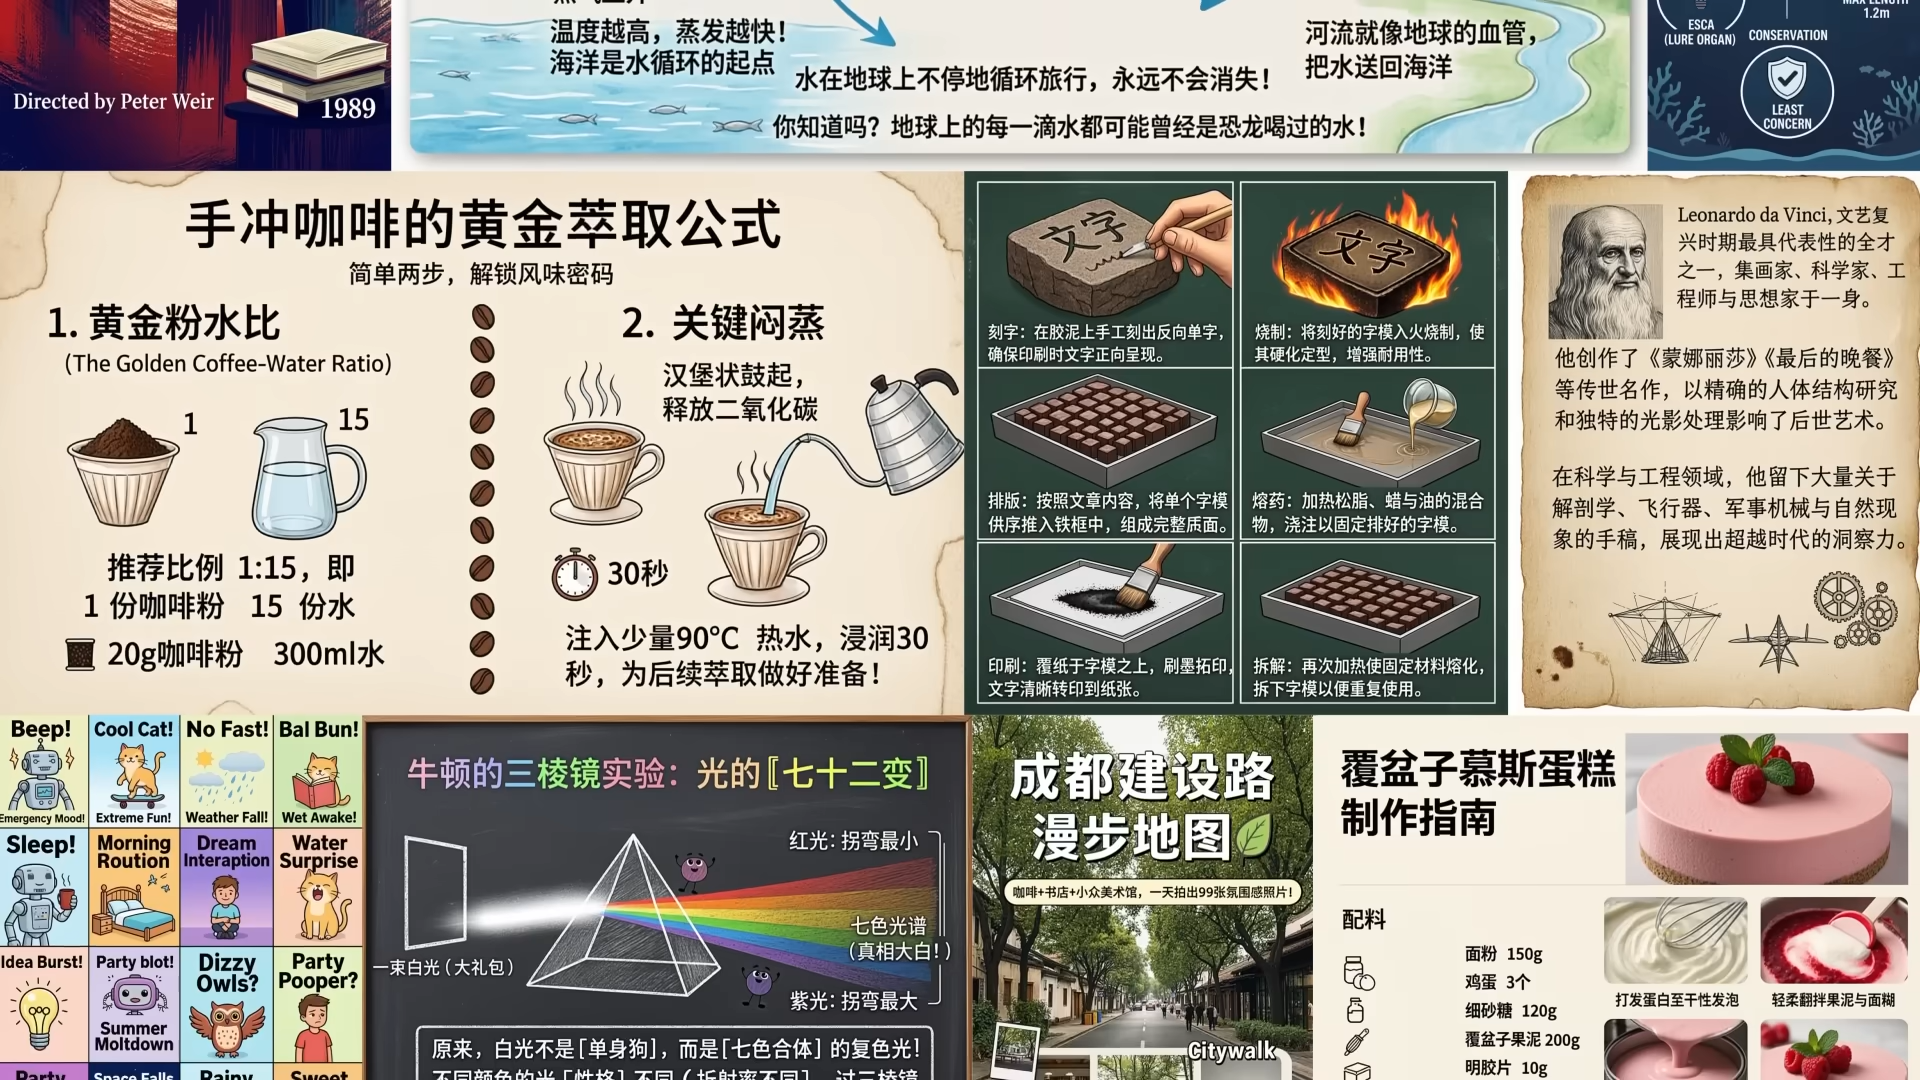 Directed by Peter Weir
1989
温度越高，蒸发越快！
海洋是水循环的起点
水在地球上不停地循环旅行，永远不会消失！
你知道吗？地球上的每一滴水都可能曾经是恐龙喝过的水！
河流就像地球的血管，
把水送回海洋
ESCA
(LURE ORGAN)
CONSERVATION
1.2m
LEAST
CONCERN
手冲咖啡的黄金萃取公式
简单两步，解锁风味密码
1. 黄金粉水比
(The Golden Coffee-Water Ratio)
1
15
推荐比例 1:15，即
1 份咖啡粉 15 份水
20g咖啡粉 300ml水
2. 关键闷蒸
汉堡状鼓起，
释放二氧化碳
30秒
注入少量90°C 热水，浸润30
秒，为后续萃取做好准备！
文字
刻字：在胶泥上手工刻出反向单字，
确保印刷时文字正向呈现。
文字
烧制：将刻好的字模入火烧制，使
其硬化定型，增强耐用性。
排版：按照文章内容，将单个字模
供序推入铁框中，组成完整质面。
熔药：加热松脂、蜡与油的混合
物，浇注以固定排好的字模。
印刷：覆纸于字模之上，刷墨拓印，
文字清晰转印到纸张。
拆解：再次加热使固定材料熔化，
拆下字模以便重复使用。
Leonardo da Vinci, 文艺复
兴时期最具代表性的全才
之一，集画家、科学家、工
程师与思想家于一身。
他创作了《蒙娜丽莎》《最后的晚餐》
等传世名作，以精确的人体结构研究
和独特的光影处理影响了后世艺术。
在科学与工程领域，他留下大量关于
解剖学、飞行器、军事机械与自然现
象的手稿，展现出超越时代的洞察力。
Beep!
Emergency Mood!
Cool Cat!
Extreme Fun!
No Fast!
Weather Fall!
Bal Bun!
Wet Awake!
Sleep!
Morning
Roution
Dream
Interaption
Water
Surprise
Idea Burst!
Party blot!
Summer
Moltdown
Dizzy
Owls?
Party
Pooper?
Party
Space Falls
Rainy
Sweet
牛顿的三棱镜实验：光的〖七十二变〗
红光：拐弯最小
七色光谱
（真相大白！）
一束白光（大礼包）
紫光：拐弯最大
原来，白光不是[单身狗]，而是[七色合体] 的复色光！
不同颜色的光［性格］不同（折射率不同］，过三棱镜
成都建设路
漫步地图
咖啡+书店+小众美术馆，一天拍出99张氛围感照片！
Citywalk
覆盆子慕斯蛋糕
制作指南
配料
面粉 150g
鸡蛋 3个
细砂糖 120g
覆盆子果泥 200g
明胶片 10g
打发蛋白至干性发泡
轻柔翻拌果泥与面糊